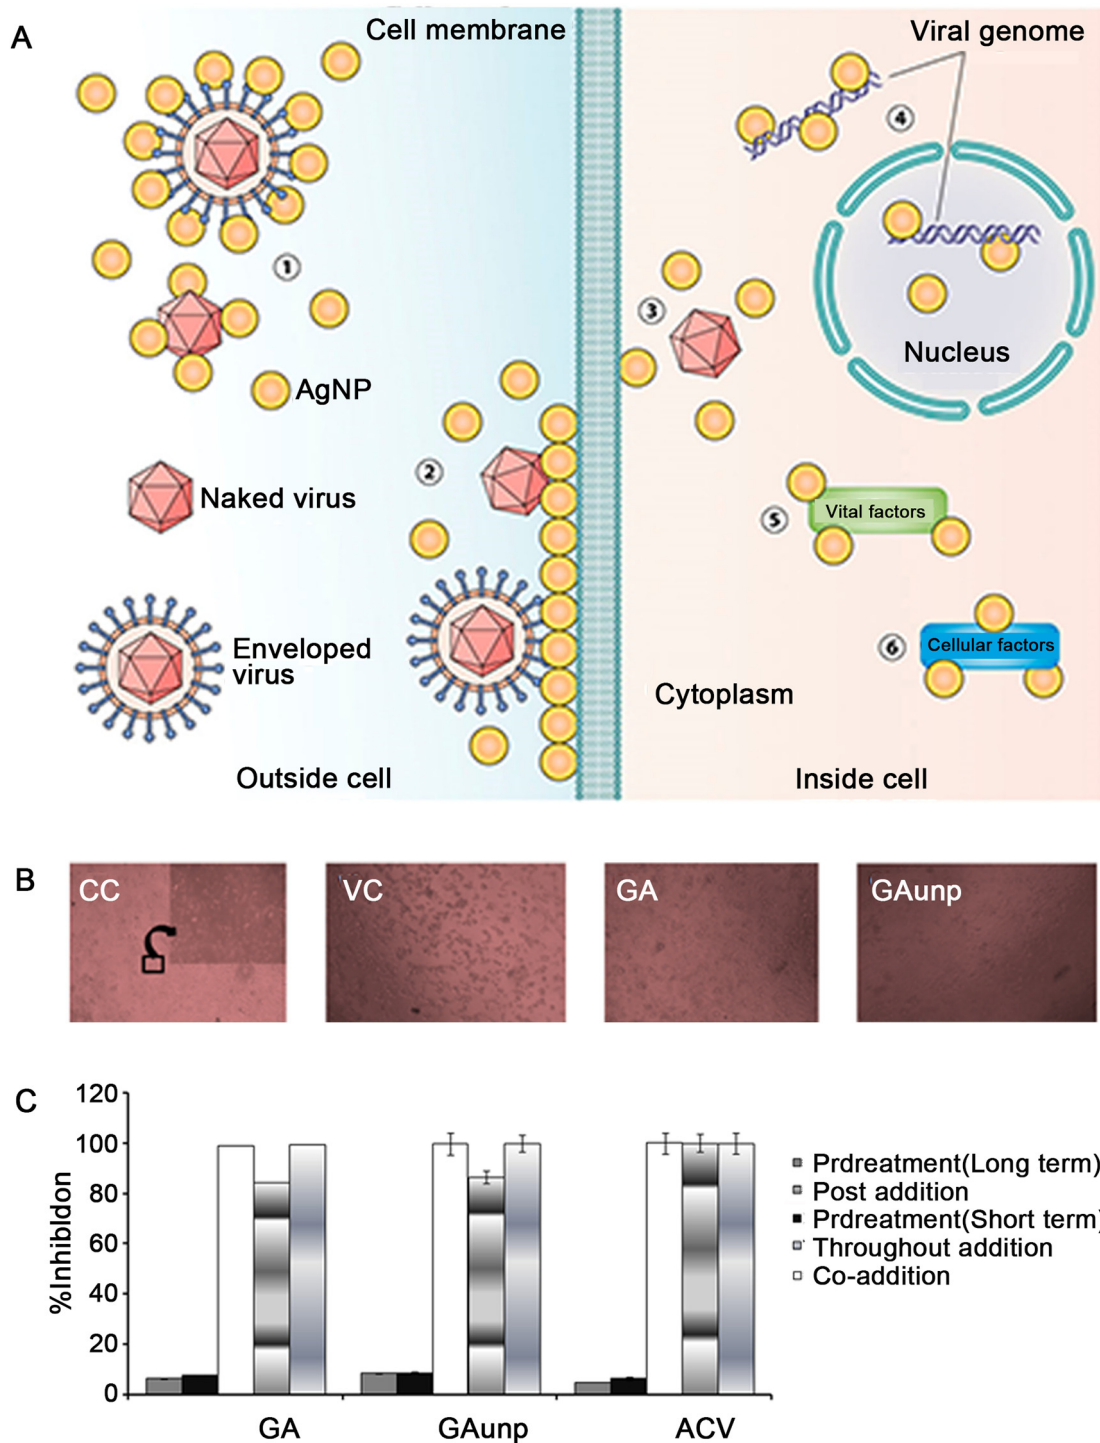 A
Cell membrane
Viral genome
4
1
3
Nucleus
AgNP
2
Naked virus
5
Vital factors
Enveloped
virus
6
Cellular factors
Cytoplasm
Outside cell
Inside cell
B
CC
VC
GA
GAunp
C
%Inhibldon
120
100
80
60
40
20
0
GA
GAunp
ACV
Prdreatment(Long term)
Post addition
Prdreatment(Short term)
Throughout addition
Co-addition